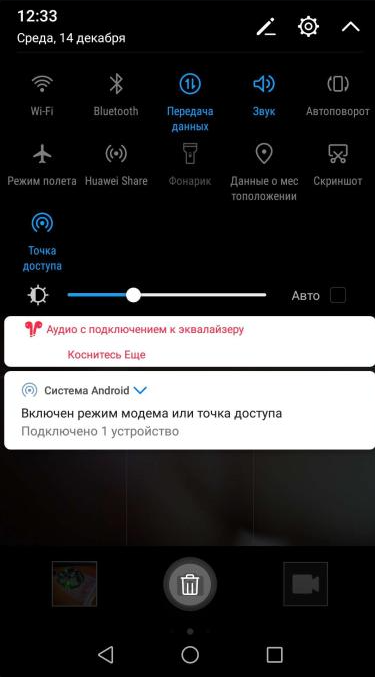 12:33
Среда, 14 декабря
Wi-Fi
Bluetooth
Передача
данных
Звук
Автоповорот
Режим полета
Huawei Share
Фонарик
Данные о мес
тоположении
Скриншот
Точка
доступа
Авто
Аудио с подключением к эквалайзеру
Коснитесь Еще
Система Android
Включен режим модема или точка доступа
Подключено 1 устройство